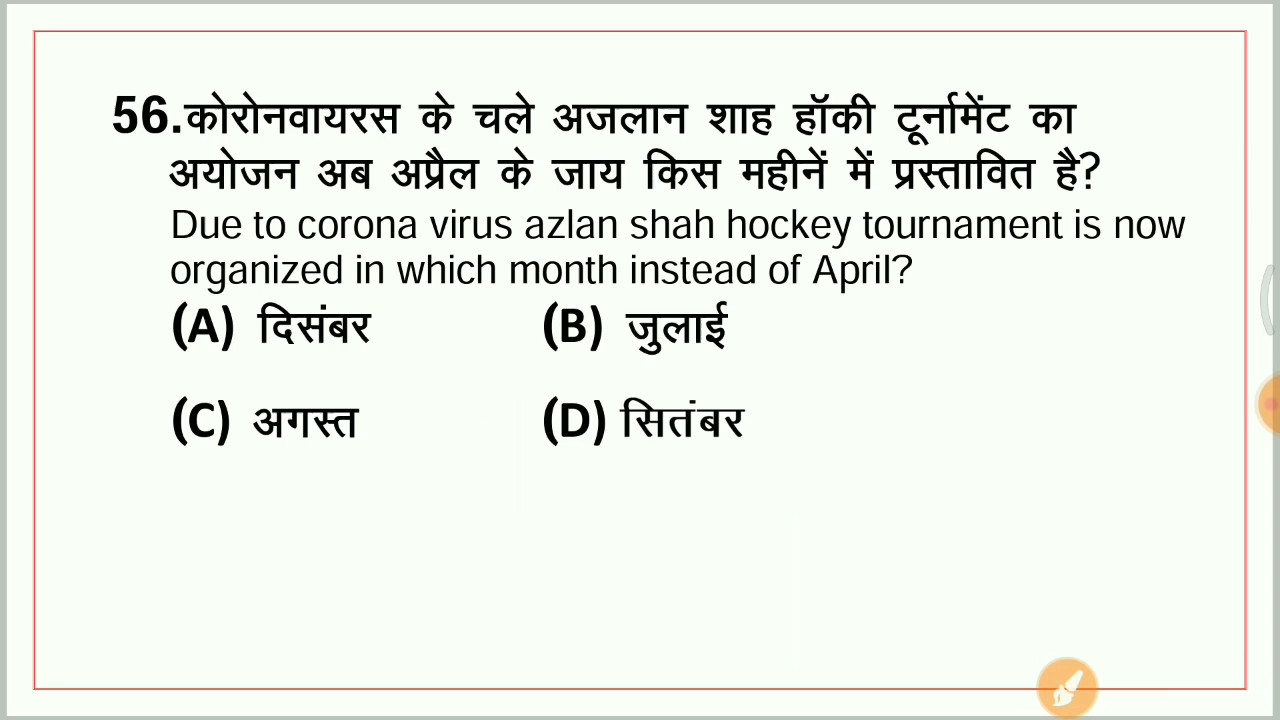 56.कोरोनवायरस के चले अजलान शाह हॉकी टूर्नामेंट का
अयोजन अब अप्रैल के जाय किस महीनें में प्रस्तावित है?
Due to corona virus azlan shah hockey tournament is now
organized in which month instead of April?
(A) दिसंबर (B) जुलाई
(C) अगस्त (D) सितंबर